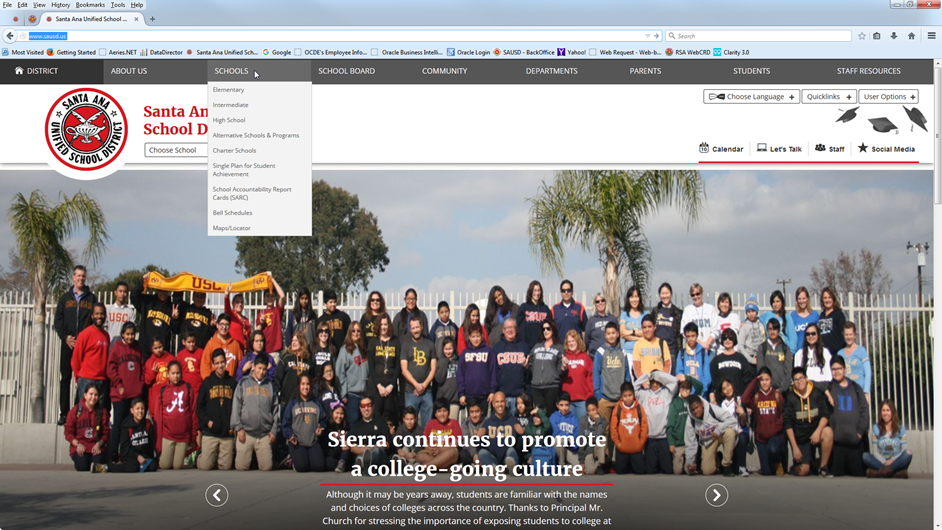 File Edit View History Bookmarks Tools Help
Santa Ana Unified School ...
www.sausd.us
Search
Most Visited Getting Started Aeries.NET DataDirector Santa Ana Unified Sch... Google OCDE's Employee Info... Oracle Business Intelli... Oracle Login SAUSD - BackOffice Yahoo! Web Request - Web-b... RSA WebCRD Clarity 3.0
DISTRICT ABOUT US SCHOOLS SCHOOL BOARD COMMUNITY DEPARTMENTS PARENTS STUDENTS STAFF RESOURCES
Elementary
Intermediate
High School
Alternative Schools & Programs
Charter Schools
Single Plan for Student
Achievement
School Accountability Report
Cards (SARC)
Bell Schedules
Maps/Locator
SANTA ANA
UNIFIED SCHOOL DISTRICT
Santa An
School D
Choose School
Choose Language + Quicklinks + User Options +
Calendar Let's Talk Staff Social Media
USC
USC
CSUB
SFSU
LB
UCD
ARIZONA
STATE
Sierra continues to promote
a college-going culture
Although it may be years away, students are familiar with the names
and choices of colleges across the country. Thanks to Principal Mr.
Church for stressing the importance of exposing students to college at